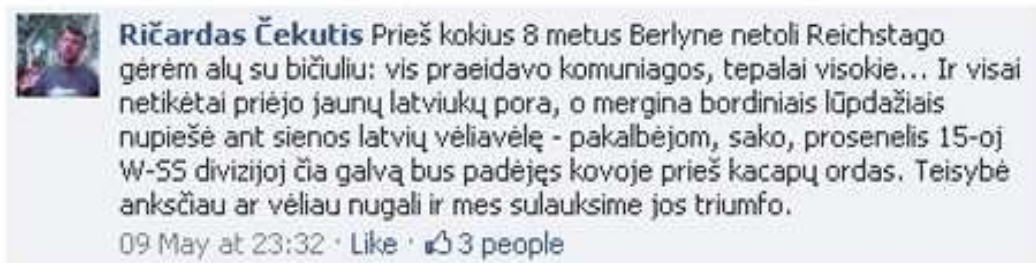 Ričardas Čekutis Prieš kokius 8 metus Berlyne netoli Reichstago
gėrėm alų su bičiuliu: vis praeidavo komuniagos, tepalai visokie... Ir visai
netikėtai priėjo jaunų latviukų pora, o mergina bordiniais lūpdažiais
nupiešė ant sienos latvių vėliavėlę - pakalbėjom, sako, prosenelis 15-oj
W-SS divizijoj čia galvą bus padėjęs kovoje prieš kacapų ordas. Teisybė
anksčiau ar vėliau nugali ir mes sulauksime jos triumfo.
09 May at 23:32 · Like · 3 people